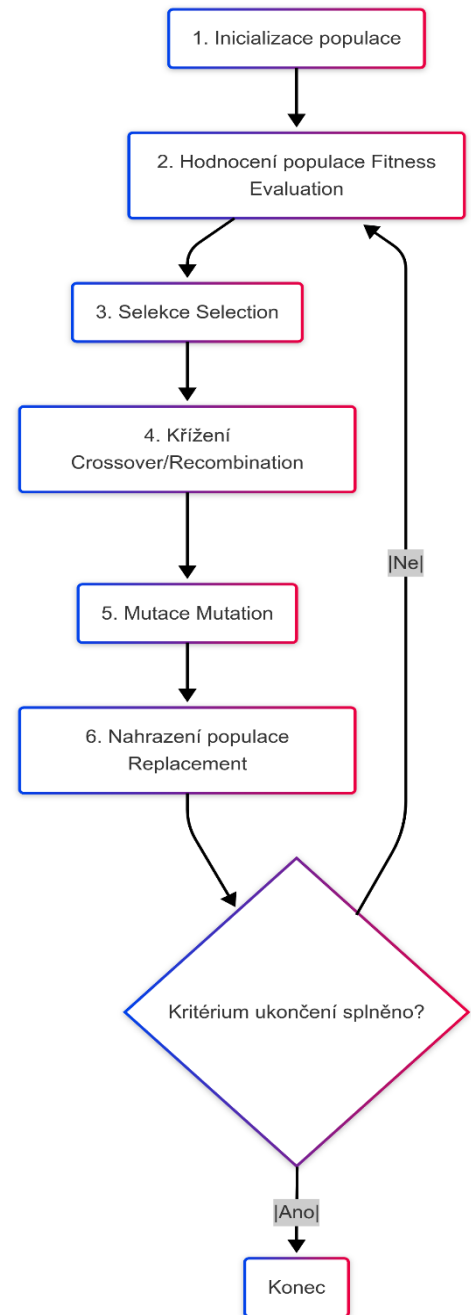 1. Inicializace populace
2. Hodnocení populace Fitness
Evaluation
3. Selekce Selection
4. Křížení
Crossover/Recombination
|Ne|
5. Mutace Mutation
6. Nahrazení populace
Replacement
Kritérium ukončení splněno?
|Ano|
Konec